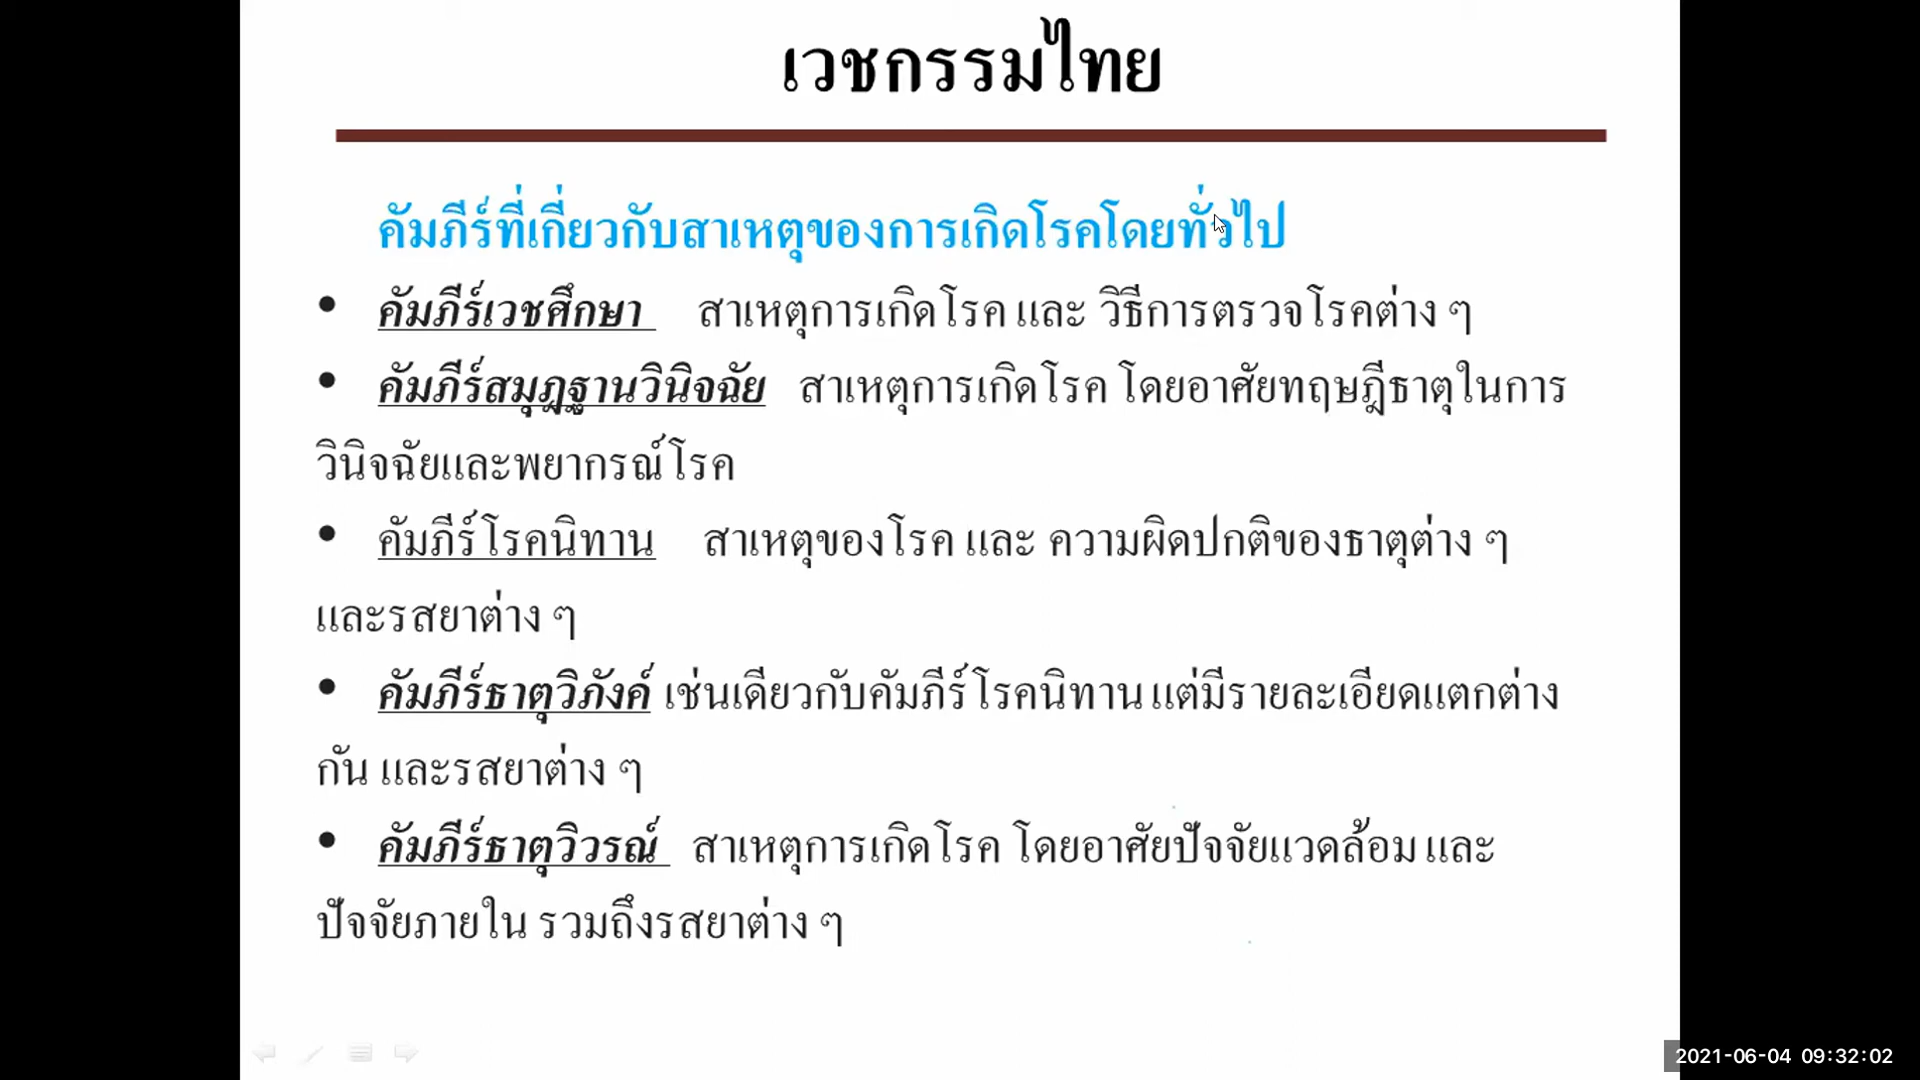 เวชกรรมไทย
คัมภีร์ที่เกี่ยวกับสาเหตุของการเกิดโรคโดยทั่วไป
• คัมภีร์เวชศึกษา สาเหตุการเกิดโรค และ วิธีการตรวจโรคต่าง ๆ
• คัมภีร์สมุฏฐานวินิจฉัย สาเหตุการเกิดโรค โดยอาศัยทฤษฎีธาตุในการ
วินิจฉัยและพยากรณ์โรค
• คัมภีร์โรคนิทาน สาเหตุของโรค และ ความผิดปกติของธาตุต่าง ๆ
และรสยาต่าง ๆ
• คัมภีร์ธาตุวิภังค์ เช่นเดียวกับคัมภีร์โรคนิทาน แต่มีรายละเอียดแตกต่าง
กัน และรสยาต่าง ๆ
• คัมภีร์ธาตุวิวรณ์ สาเหตุการเกิดโรค โดยอาศัยปัจจัยแวดล้อม และ
ปัจจัยภายใน รวมถึงรสยาต่าง ๆ
2021-06-04 09:32:02